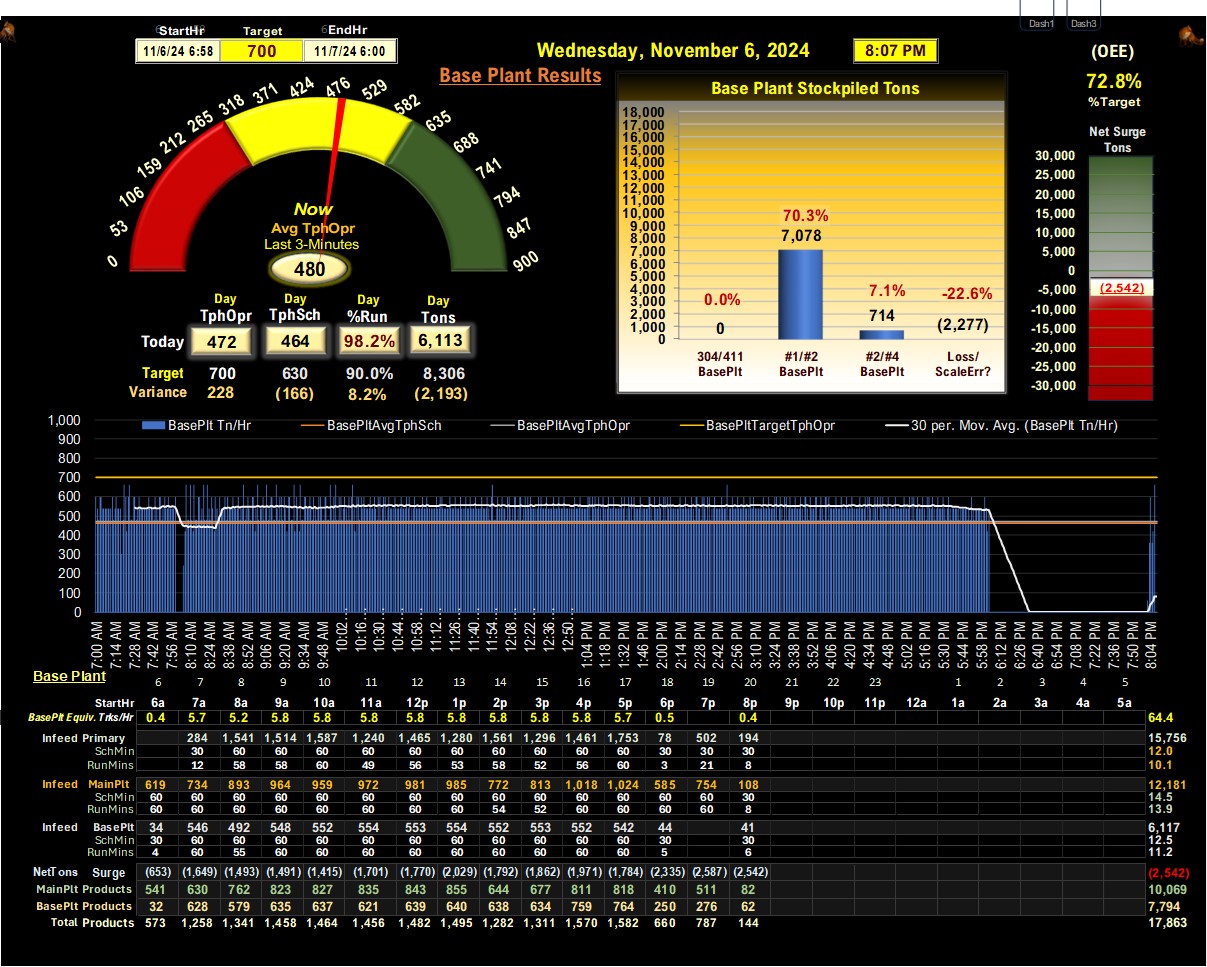 Dash1 Dash3
StartHr Target EndHr
11/6/24 6:58 700 11/7/24 6:00
Wednesday, November 6, 2024 8:07 PM
Base Plant Results
(OEE)
72.8%
%Target
0 53 106 159 212 265 318 371 424 476 529 582 635 688 741 794 847 900
Now
Avg TphOpr
Last 3-Minutes
480
Day Day Day Day
TphOpr TphSch %Run Tons
Today 472 464 98.2% 6,113
Target 700 630 90.0% 8,306
Variance 228 (166) 8.2% (2,193)
Base Plant Stockpiled Tons
18,000
17,000
16,000
15,000
14,000
13,000
12,000
11,000
10,000
9,000
8,000
7,000
6,000
5,000
4,000
3,000
2,000
1,000
0
0.0% 70.3% 7.1% -22.6%
0 7,078 714 (2,277)
304/411 #1/#2 #2/#4 Loss/
BasePlt BasePlt BasePlt ScaleErr?
Net Surge
Tons
30,000
25,000
20,000
15,000
10,000
5,000
0
-5,000
-10,000
-15,000
-20,000
-25,000
-30,000
(2,542)
BasePlt Tn/Hr BasePltAvgTphSch BasePltAvgTphOpr BasePltTargetTphOpr 30 per. Mov. Avg. (BasePlt Tn/Hr)
1,000
900
800
700
600
500
400
300
200
100
0
7:00 AM 7:14 AM 7:28 AM 7:42 AM 7:56 AM 8:10 AM 8:24 AM 8:38 AM 8:52 AM 9:06 AM 9:20 AM 9:34 AM 9:48 AM 10:02... 10:16... 10:30... 10:44... 10:58... 11:12... 11:26... 11:40... 11:54... 12:08... 12:22... 12:36... 12:50... 1:04 PM 1:18 PM 1:32 PM 1:46 PM 2:00 PM 2:14 PM 2:28 PM 2:42 PM 2:56 PM 3:10 PM 3:24 PM 3:38 PM 3:52 PM 4:06 PM 4:20 PM 4:34 PM 4:48 PM 5:02 PM 5:16 PM 5:30 PM 5:44 PM 5:58 PM 6:12 PM 6:26 PM 6:40 PM 6:54 PM 7:08 PM 7:22 PM 7:36 PM 7:50 PM 8:04 PM
Base Plant
6 7 8 9 10 11 12 13 14 15 16 17 18 19 20 21 22 23 1 2 3 4 5
StartHr 6a 7a 8a 9a 10a 11a 12p 1p 2p 3p 4p 5p 6p 7p 8p 9p 10p 11p 12a 1a 2a 3a 4a 5a
BasePlt Equiv. Trks/Hr 0.4 5.7 5.2 5.8 5.8 5.8 5.8 5.8 5.8 5.8 5.8 5.7 0.5 0.4 64.4
Infeed Primary 284 1,541 1,514 1,587 1,240 1,465 1,280 1,561 1,296 1,461 1,753 78 502 194 15,756
SchMin 30 60 60 60 60 60 60 60 60 60 60 30 30 30 12.0
RunMins 12 58 58 60 49 56 53 58 52 56 60 3 21 8 10.1
Infeed MainPlt 619 734 893 964 959 972 981 985 772 813 1,018 1,024 585 754 108 12,181
SchMin 60 60 60 60 60 60 60 60 60 60 60 60 60 60 30 14.5
RunMins 60 60 60 60 60 60 60 60 54 52 60 60 60 60 8 13.9
Infeed BasePlt 34 546 492 548 552 554 553 554 552 553 552 542 44 41 6,117
SchMin 30 60 60 60 60 60 60 60 60 60 60 60 30 30 12.5
RunMins 4 60 55 60 60 60 60 60 60 60 60 60 5 6 11.2
NetTons Surge (653) (1,649) (1,493) (1,491) (1,415) (1,701) (1,770) (2,029) (1,792) (1,862) (1,971) (1,784) (2,335) (2,587) (2,542) (2,542)
MainPlt Products 541 630 762 823 827 835 843 855 644 677 811 818 410 511 82 10,069
BasePlt Products 32 628 579 635 637 621 639 640 638 634 759 764 250 276 62 7,794
Total Products 573 1,258 1,341 1,458 1,464 1,456 1,482 1,495 1,282 1,311 1,570 1,582 660 787 144 17,863